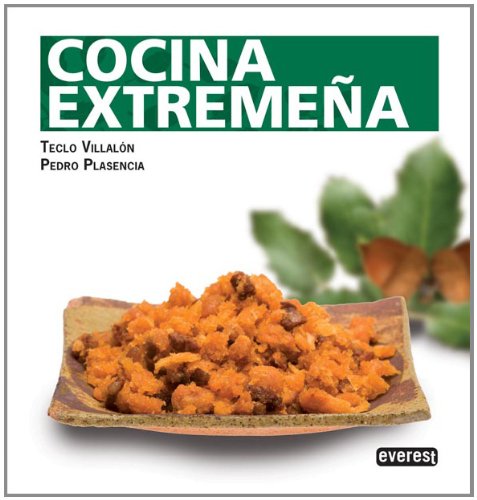 COCINA
EXTREMEÑA
TECLO VILLALÓN
PEDRO PLASENCIA
everest